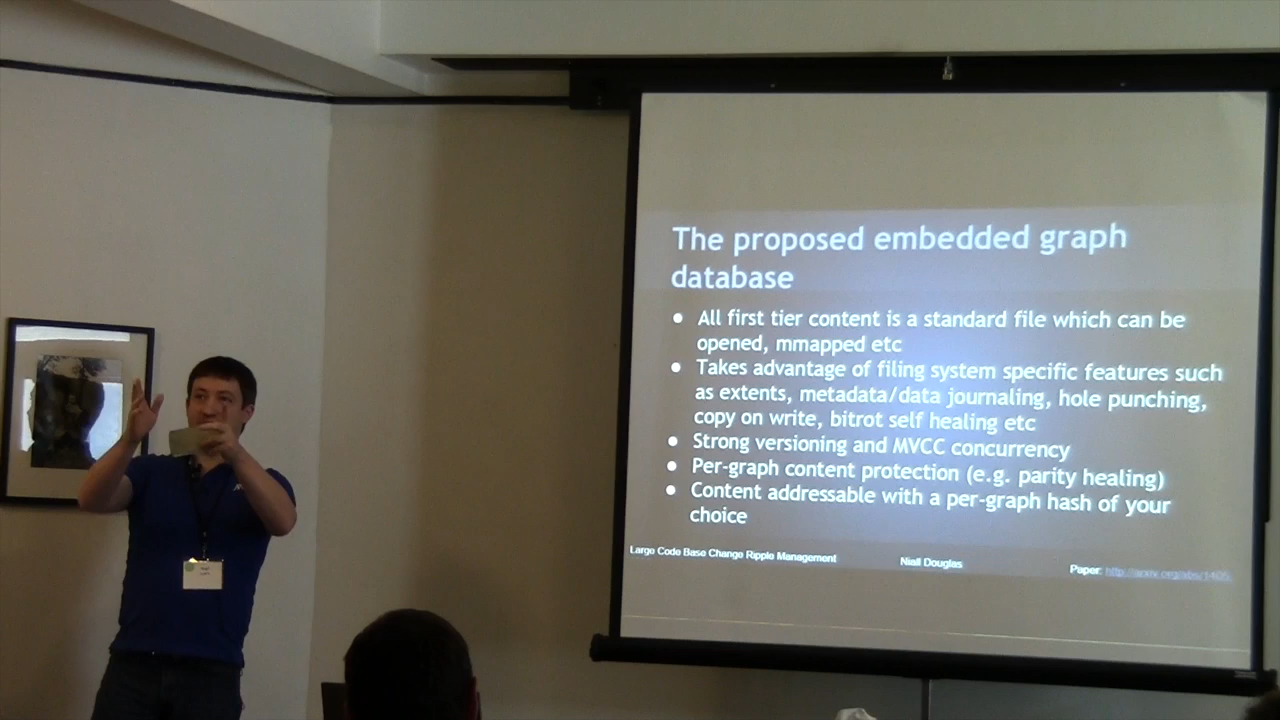 The proposed embedded graph
database
● All first tier content is a standard file which can be
opened, mmapped etc
● Takes advantage of filing system specific features such
as extents, metadata/data journaling, hole punching,
copy on write, bitrot self healing etc
● Strong versioning and MVCC concurrency
● Per-graph content protection (e.g. parity healing)
● Content addressable with a per-graph hash of your
choice
Large Code Base Change Ripple Management
Niall Douglas
Paper: